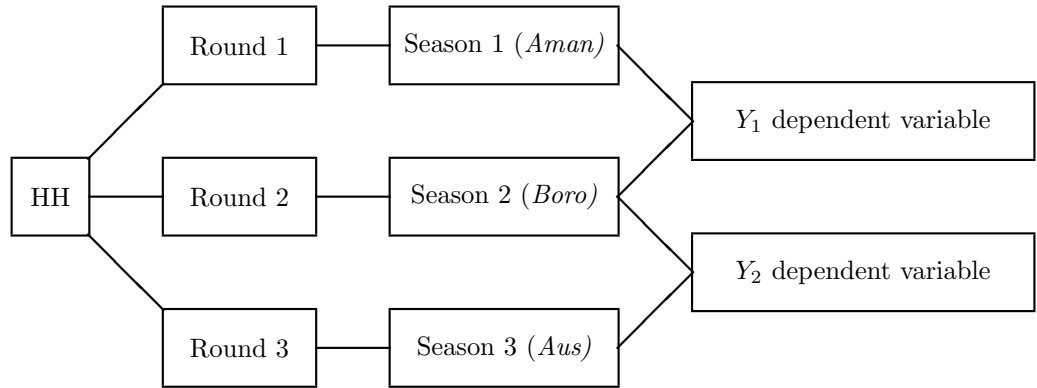 Round 1
Season 1 (Aman)
Y₁ dependent variable
HH
Round 2
Season 2 (Boro)
Y₂ dependent variable
Round 3
Season 3 (Aus)